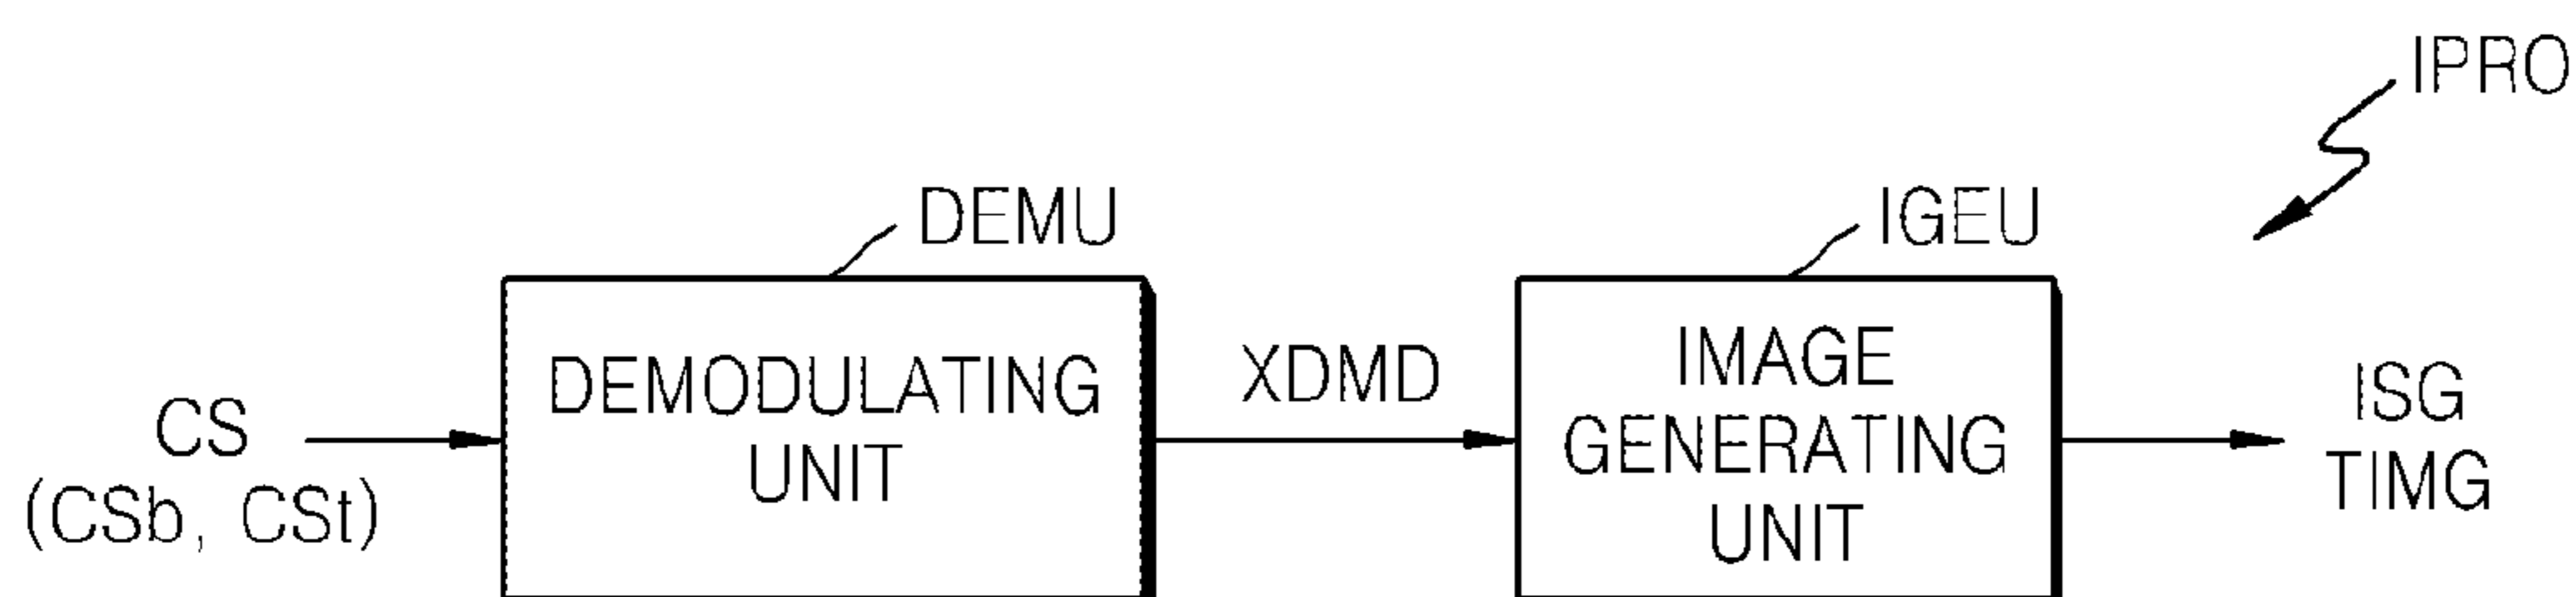 IPRO
DEMU
IGEU
CS
(CSb, CSt)
DEMODULATING
UNIT
XDMD
IMAGE
GENERATING
UNIT
ISG
TIMG